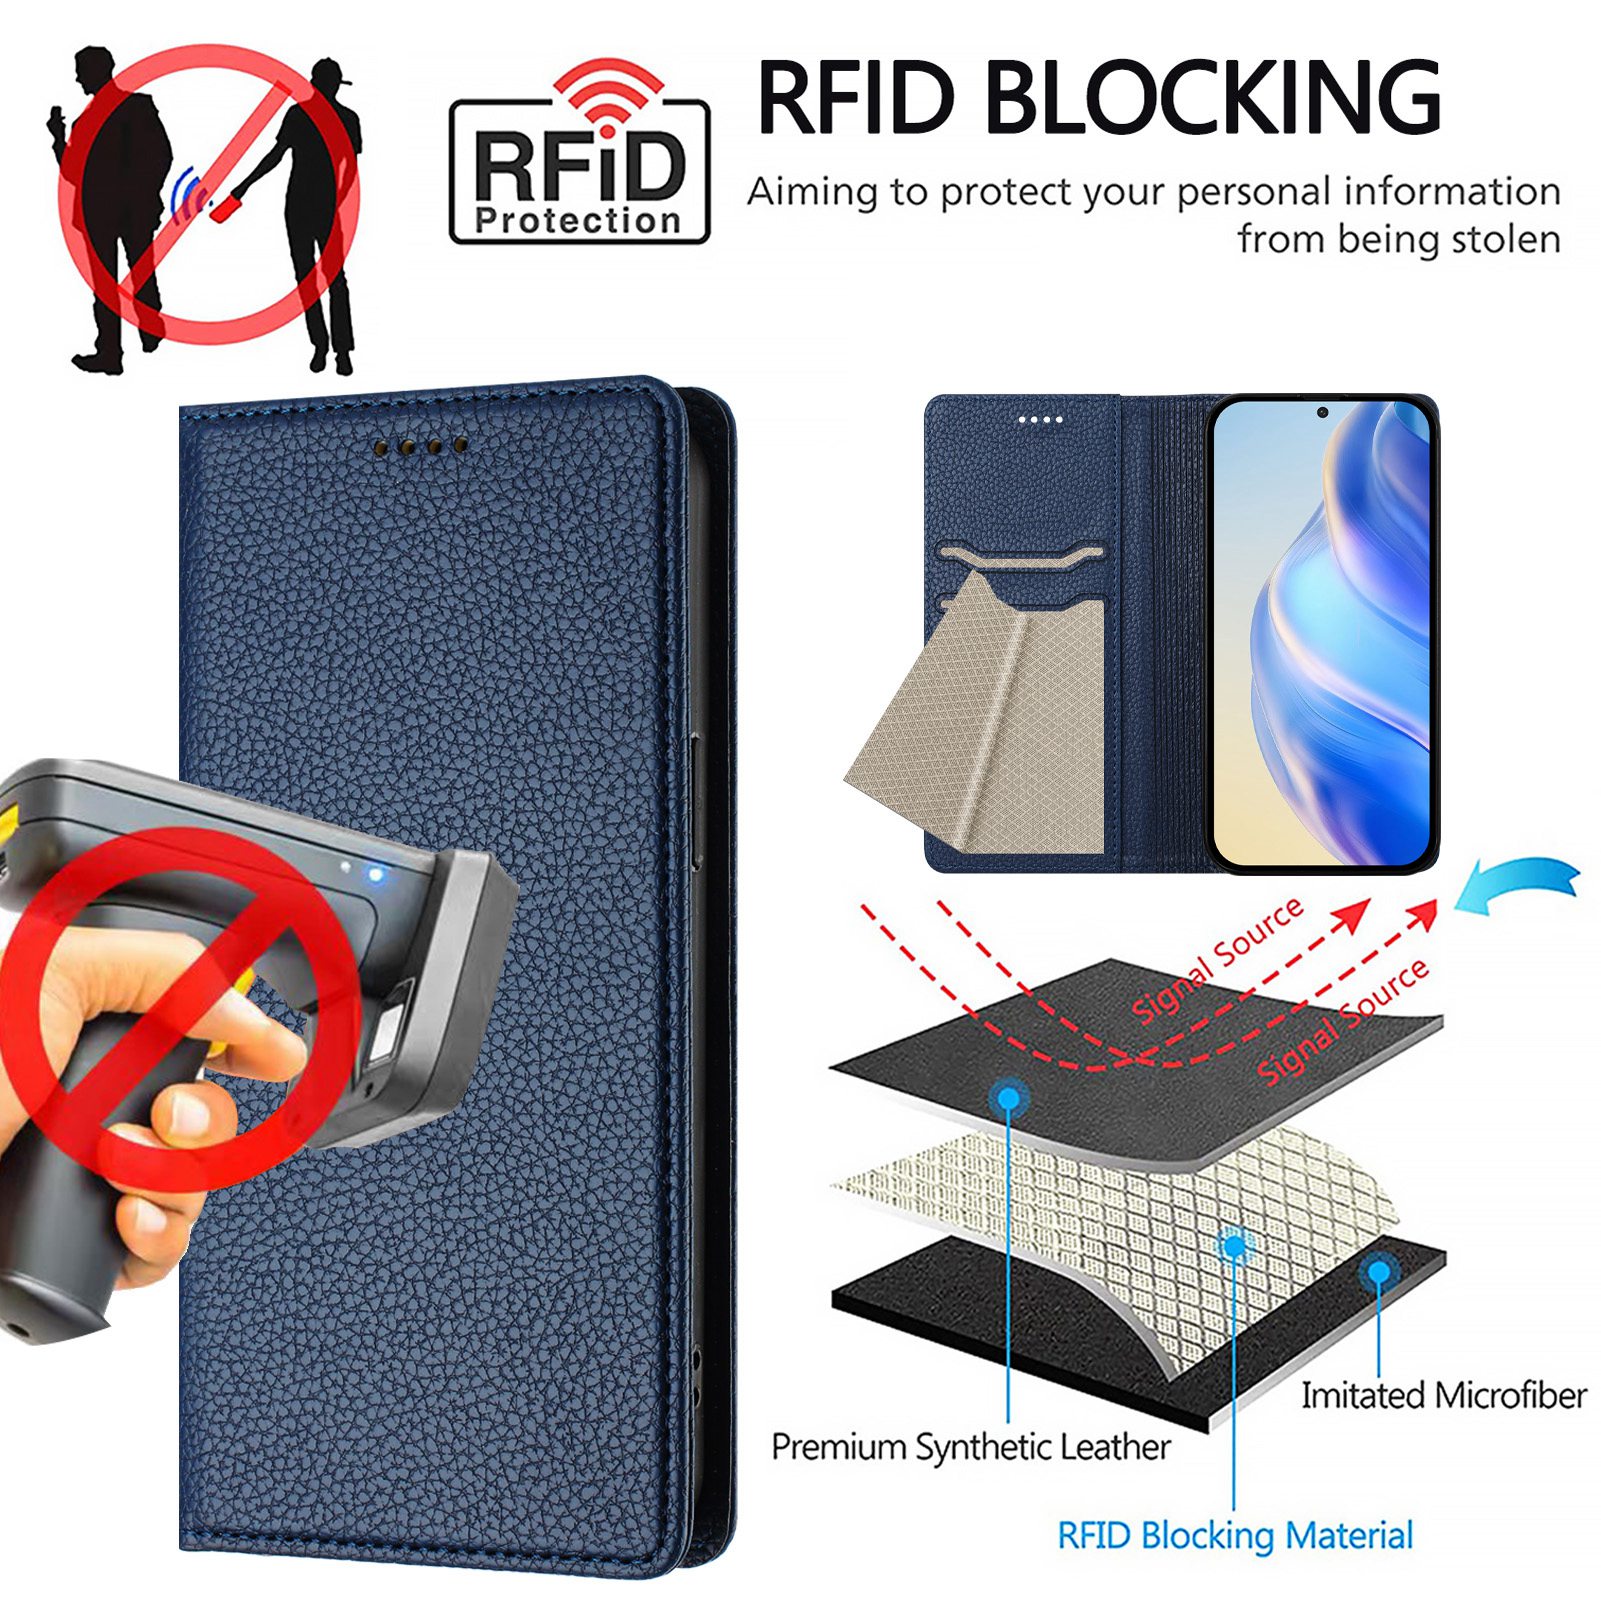 RFiD
Protection
RFID BLOCKING
Aiming to protect your personal information
from being stolen
Signal Source
Signal Source
Imitated Microfiber
Premium Synthetic Leather
RFID Blocking Material